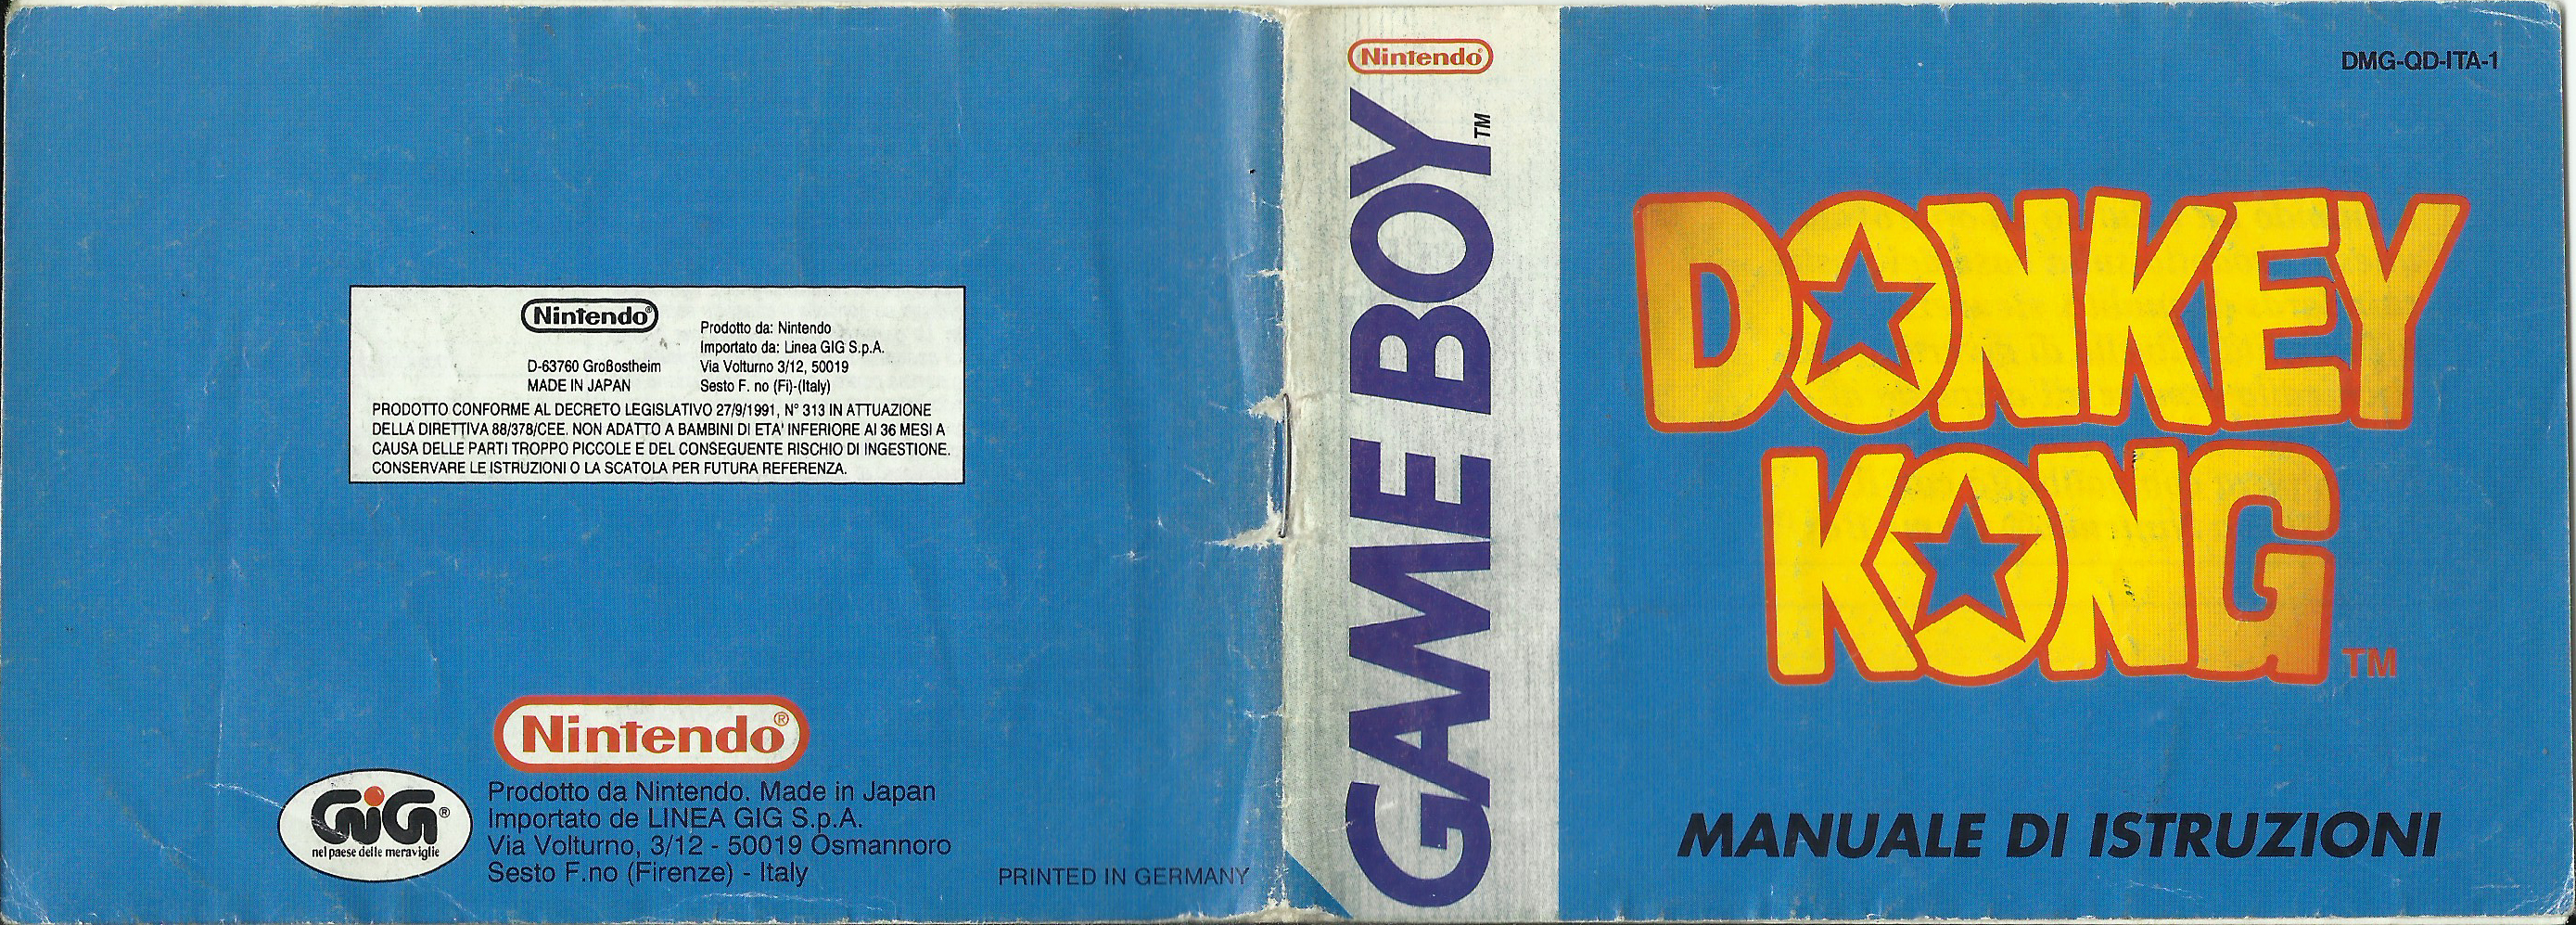 Nintendo®
D-63760 Großostheim
MADE IN JAPAN
Prodotto da: Nintendo
Importato da: Linea GIG S.p.A.
Via Volturno 3/12, 50019
Sesto F. no (Fi)-(Italy)
PRODOTTO CONFORME AL DECRETO LEGISLATIVO 27/9/1991, N° 313 IN ATTUAZIONE
DELLA DIRETTIVA 88/378/CEE. NON ADATTO A BAMBINI DI ETA' INFERIORE AI 36 MESI A
CAUSA DELLE PARTI TROPPO PICCOLE E DEL CONSEGUENTE RISCHIO DI INGESTIONE.
CONSERVARE LE ISTRUZIONI O LA SCATOLA PER FUTURA REFERENZA.
Nintendo®
GiG®
nel paese delle meraviglie
Prodotto da Nintendo. Made in Japan
Importato de LINEA GIG S.p.A.
Via Volturno, 3/12 - 50019 Osmannoro
Sesto F.no (Firenze) - Italy
PRINTED IN GERMANY
Nintendo®
GAME BOY™
DMG-QD-ITA-1
DONKEY
KONG™
MANUALE DI ISTRUZIONI